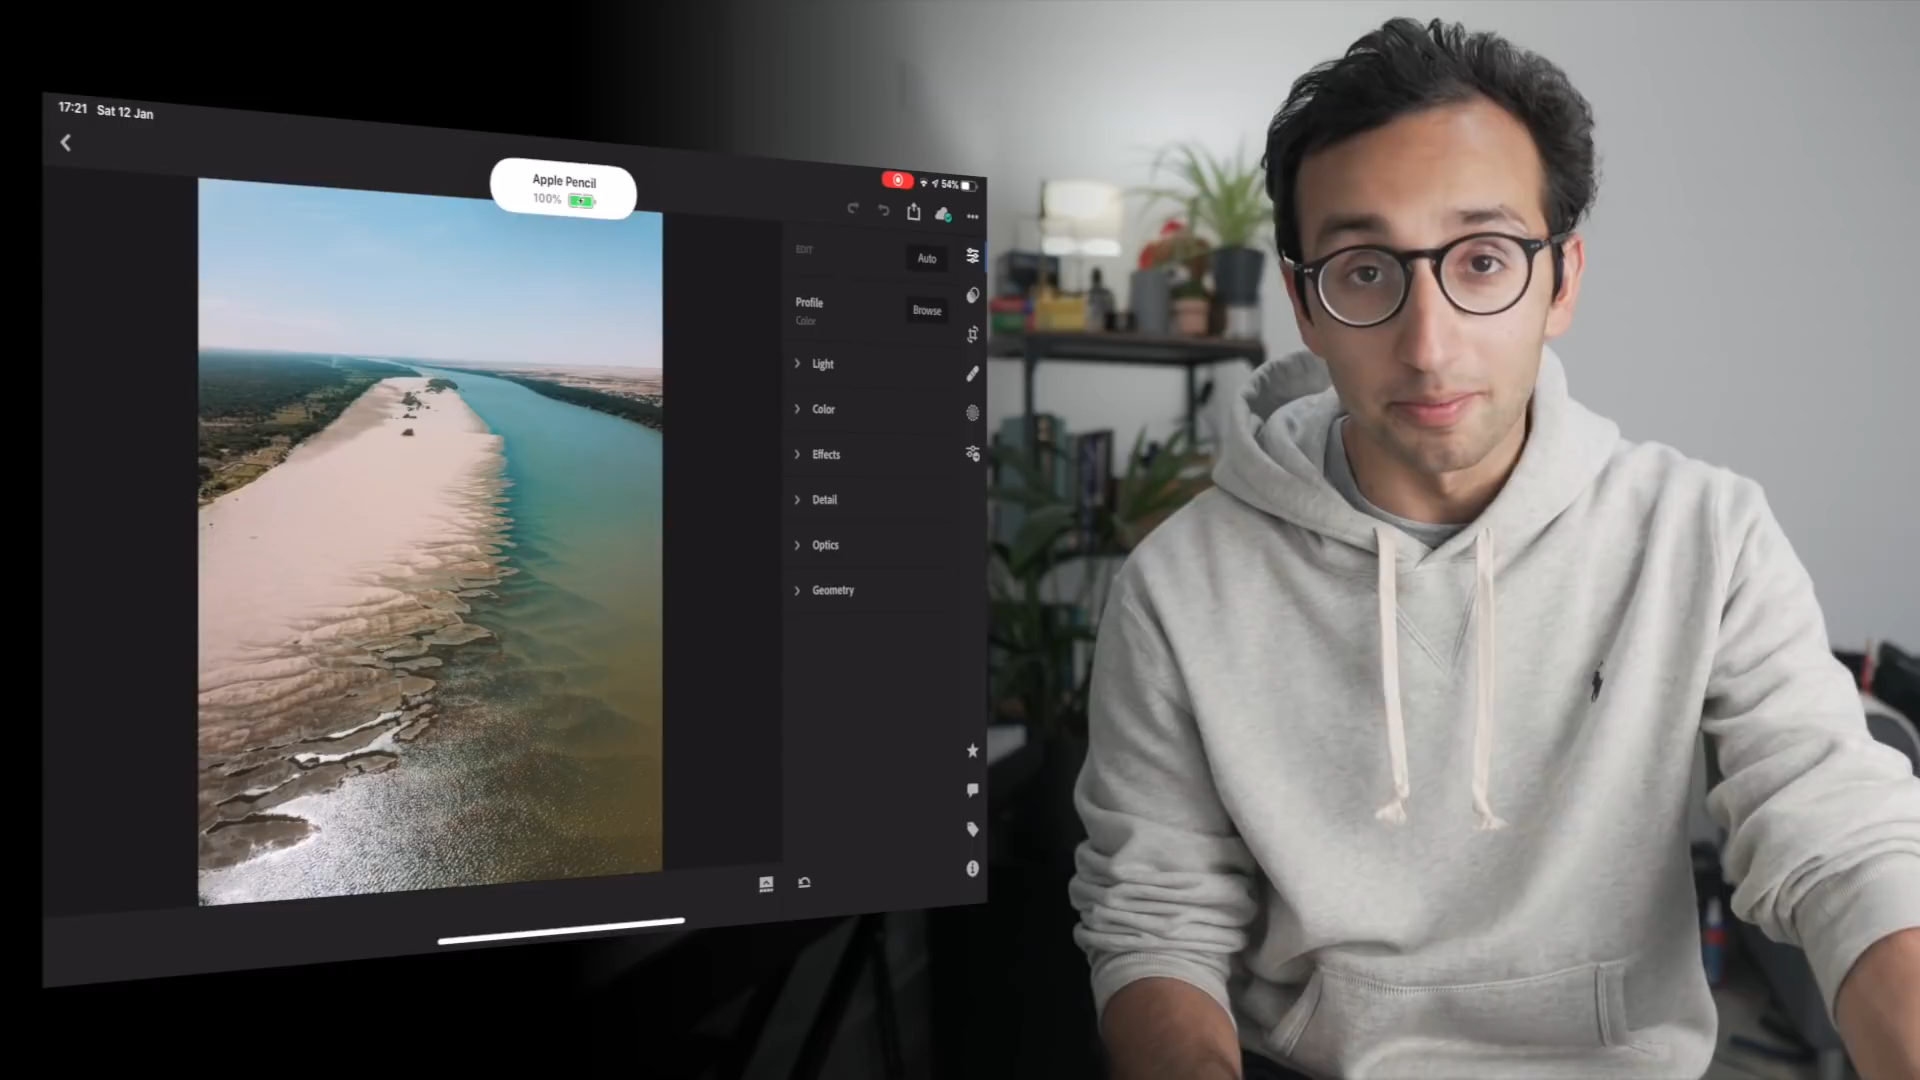 17:21 Sat 12 Jan
Apple Pencil
100%
54%
EDIT
Auto
Profile
Color
Browse
Light
Color
Effects
Detail
Optics
Geometry